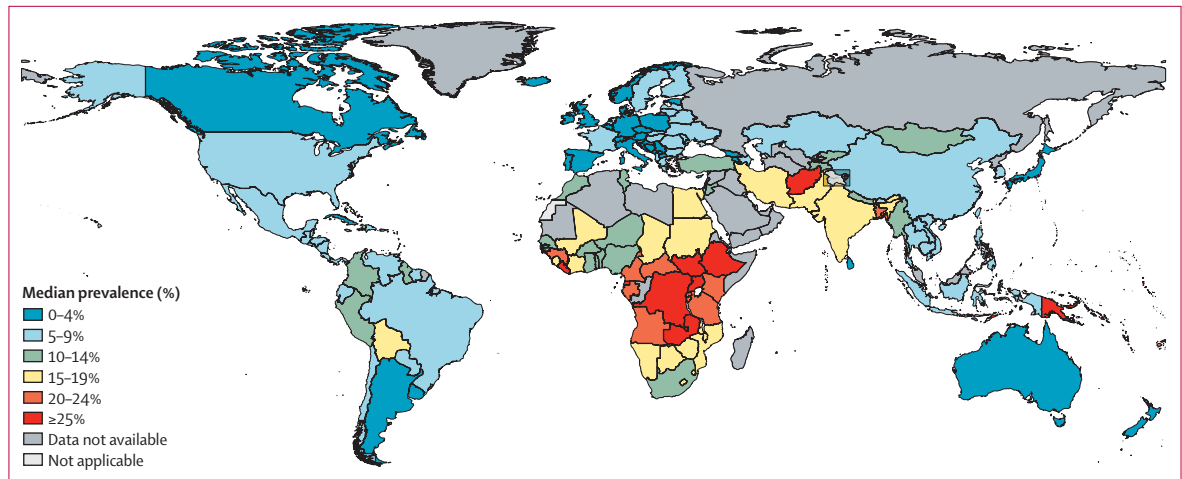 Median prevalence (%)
0–4%
5–9%
10–14%
15–19%
20–24%
≥25%
Data not available
Not applicable